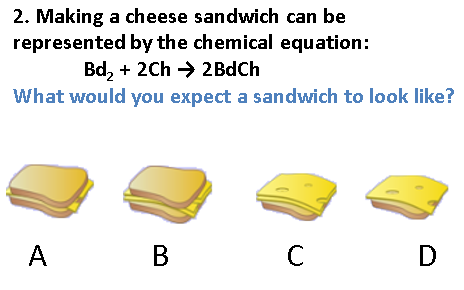 2. Making a cheese sandwich can be
represented by the chemical equation:
Bd₂ + 2Ch → 2BdCh
What would you expect a sandwich to look like?
A B C D